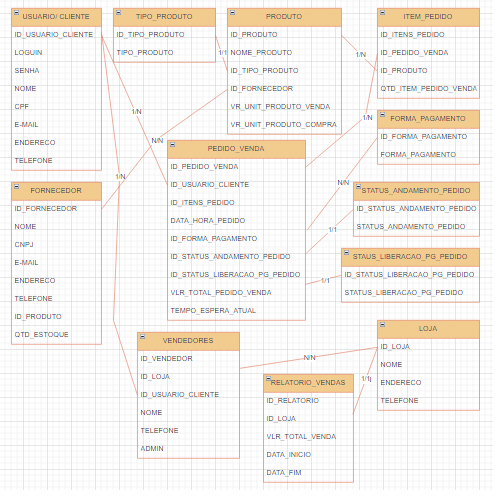 USUARIO/ CLIENTE
ID_USUARIO_CLIENTE
LOGUIN
SENHA
NOME
CPF
E-MAIL
ENDERECO
TELEFONE
TIPO_PRODUTO
ID_TIPO_PRODUTO
TIPO_PRODUTO
PRODUTO
ID_PRODUTO
NOME_PRODUTO
ID_TIPO_PRODUTO
ID_FORNECEDOR
VR_UNIT_PRODUTO_VENDA
VR_UNIT_PRODUTO_COMPRA
ITEM_PEDIDO
ID_ITENS_PEDIDO
ID_PEDIDO_VENDA
ID_PRODUTO
QTD_ITEM_PEDIDO_VENDA
1/1
1/N
1/N
1/N
N/N
FORMA_PAGAMENTO
ID_FORMA_PAGAMENTO
FORMA_PAGAMENTO
PEDIDO_VENDA
ID_PEDIDO_VENDA
ID_USUARIO_CLIENTE
ID_ITENS_PEDIDO
DATA_HORA_PEDIDO
ID_FORMA_PAGAMENTO
ID_STATUS_ANDAMENTO_PEDIDO
ID_STATUS_LIBERACAO_PG_PEDIDO
VLR_TOTAL_PEDIDO_VENDA
TEMPO_ESPERA_ATUAL
1/N
N/N
1/1
1/1
FORNECEDOR
ID_FORNECEDOR
NOME
CNPJ
E-MAIL
ENDERECO
TELEFONE
ID_PRODUTO
QTD_ESTOQUE
STATUS_ANDAMENTO_PEDIDO
ID_STATUS_ANDAMENTO_PEDIDO
STATUS_ANDAMENTO_PEDIDO
STAUS_LIBERACAO_PG_PEDIDO
ID_STATUS_LIBERACAO_PG_PEDIDO
STATUS_LIBERACAO_PG_PEDIDO
VENDEDORES
ID_VENDEDOR
ID_LOJA
ID_USUARIO_CLIENTE
NOME
TELEFONE
ADMIN
N/N
RELATORIO_VENDAS
ID_RELATORIO
ID_LOJA
VLR_TOTAL_VENDA
DATA_INICIO
DATA_FIM
1/1j
LOJA
ID_LOJA
NOME
ENDERECO
TELEFONE